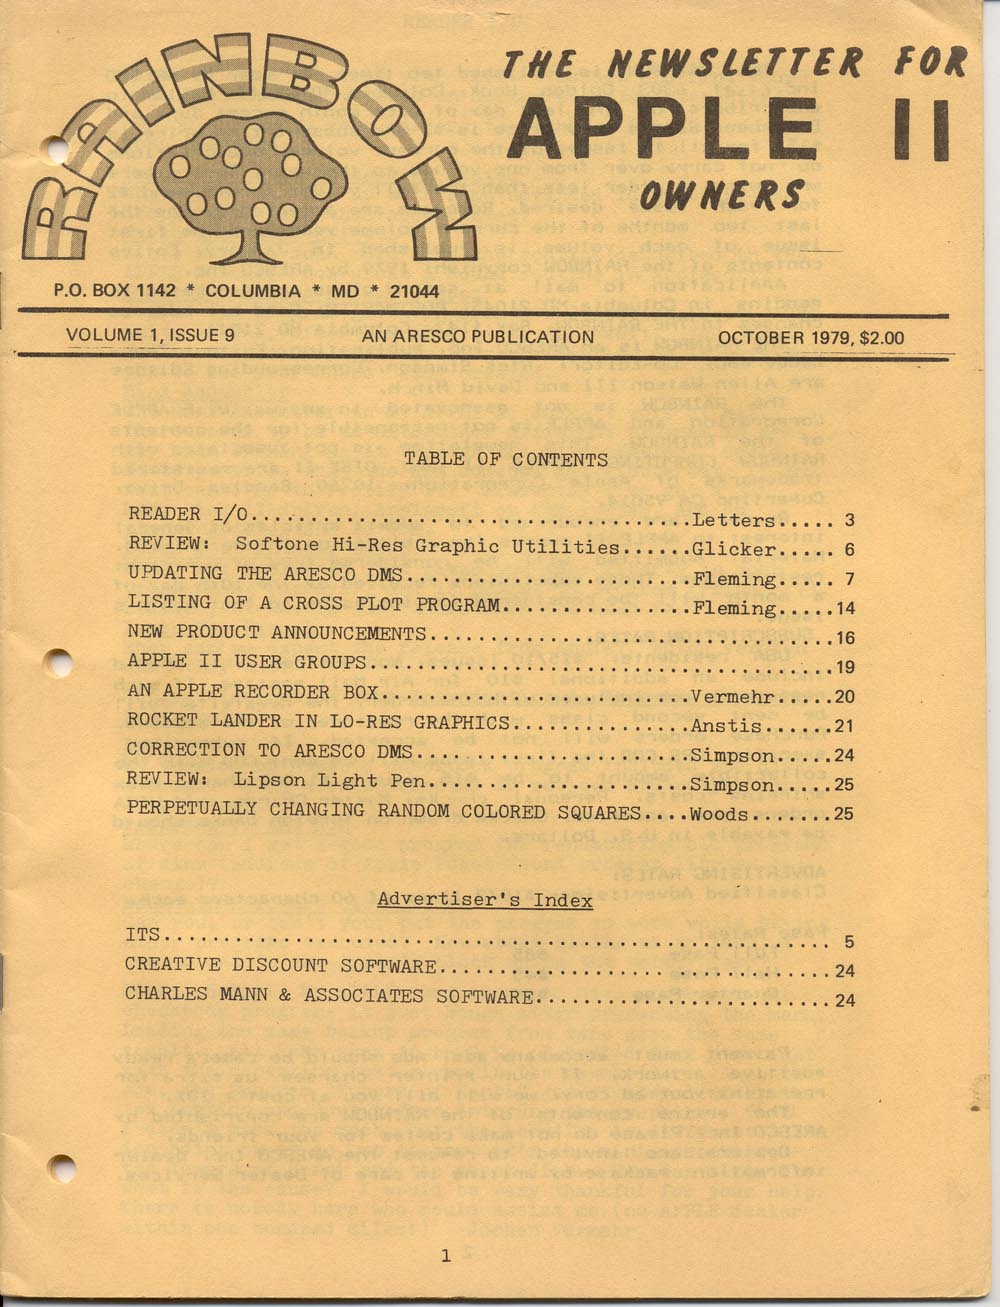 RAINBOW
THE NEWSLETTER FOR
APPLE II
OWNERS
P.O. BOX 1142 * COLUMBIA * MD * 21044
VOLUME 1, ISSUE 9 AN ARESCO PUBLICATION OCTOBER 1979, $2.00
TABLE OF CONTENTS
READER I/O.....................................Letters..... 3
REVIEW: Softone Hi-Res Graphic Utilities......Glicker..... 6
UPDATING THE ARESCO DMS........................Fleming..... 7
LISTING OF A CROSS PLOT PROGRAM................Fleming.....14
NEW PRODUCT ANNOUNCEMENTS..................................16
APPLE II USER GROUPS.......................................19
AN APPLE RECORDER BOX..........................Vermehr.....20
ROCKET LANDER IN LO-RES GRAPHICS...............Anstis......21
CORRECTION TO ARESCO DMS.......................Simpson.....24
REVIEW: Lipson Light Pen......................Simpson.....25
PERPETUALLY CHANGING RANDOM COLORED SQUARES....Woods.......25
Advertiser's Index
ITS......................................................... 5
CREATIVE DISCOUNT SOFTWARE.................................24
CHARLES MANN & ASSOCIATES SOFTWARE.........................24
1